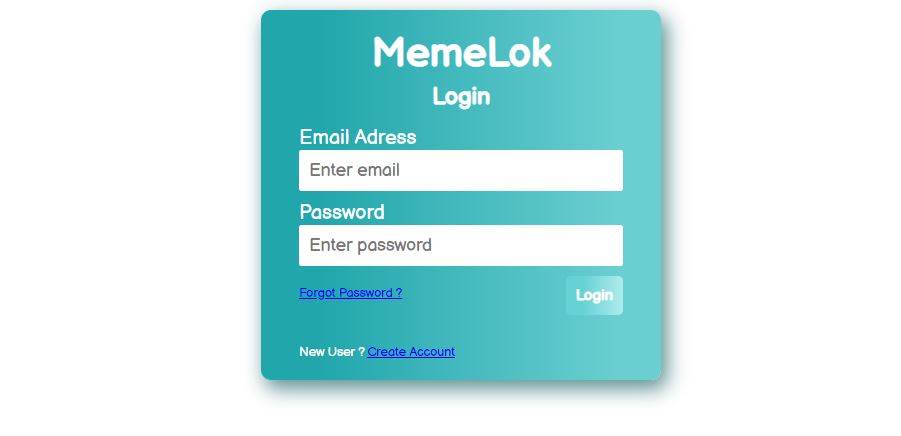 MemeLok
Login
Email Adress
Enter email
Password
Enter password
Forgot Password ?
Login
New User ? Create Account